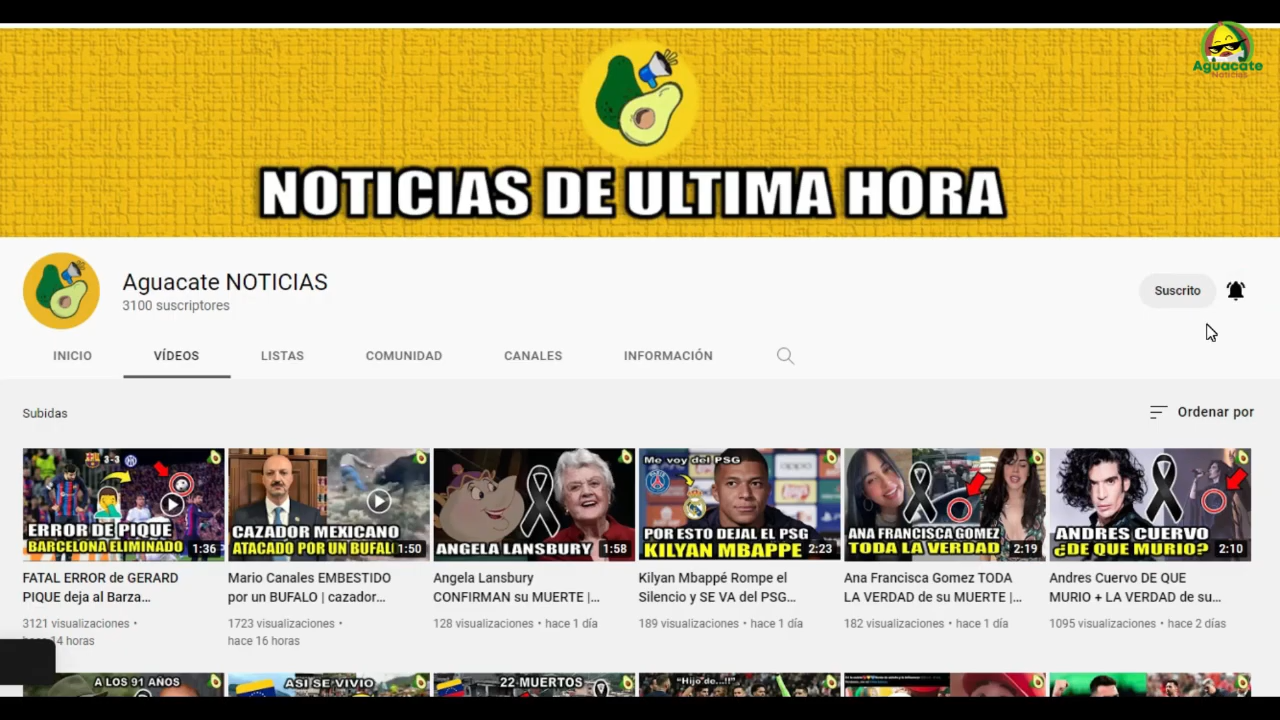 Aguacate
Noticias
NOTICIAS DE ULTIMA HORA
Aguacate NOTICIAS
3100 suscriptores
Suscrito
INICIO
VÍDEOS
LISTAS
COMUNIDAD
CANALES
INFORMACIÓN
Subidas
Ordenar por
3-3
ERROR DE PIQUE
BARCELONA ELIMINADO
1:36
CAZADOR MEXICANO
ATACADO POR UN BUFAL
1:50
ANGELA LANSBURY
1:58
Me voy del PSG
POR ESTO DEJAL EL PSG
KILYAN MBAPPE
2:23
ANA FRANCISCA GOMEZ
TODA LA VERDAD
2:19
ANDRES CUERVO
¿DE QUE MURIO?
2:10
FATAL ERROR de GERARD
PIQUE deja al Barza...
3121 visualizaciones •
14 horas
Mario Canales EMBESTIDO
por un BUFALO | cazador...
1723 visualizaciones •
hace 16 horas
Angela Lansbury
CONFIRMAN su MUERTE |...
128 visualizaciones • hace 1 día
Kilyan Mbappé Rompe el
Silencio y SE VA del PSG...
189 visualizaciones • hace 1 día
Ana Francisca Gomez TODA
LA VERDAD de su MUERTE |...
182 visualizaciones • hace 1 día
Andres Cuervo DE QUE
MURIO + LA VERDAD de su...
1095 visualizaciones • hace 2 días
A LOS 91 AÑOS
ASI SE VIVIO
22 MUERTOS
"Hijo de...!!"